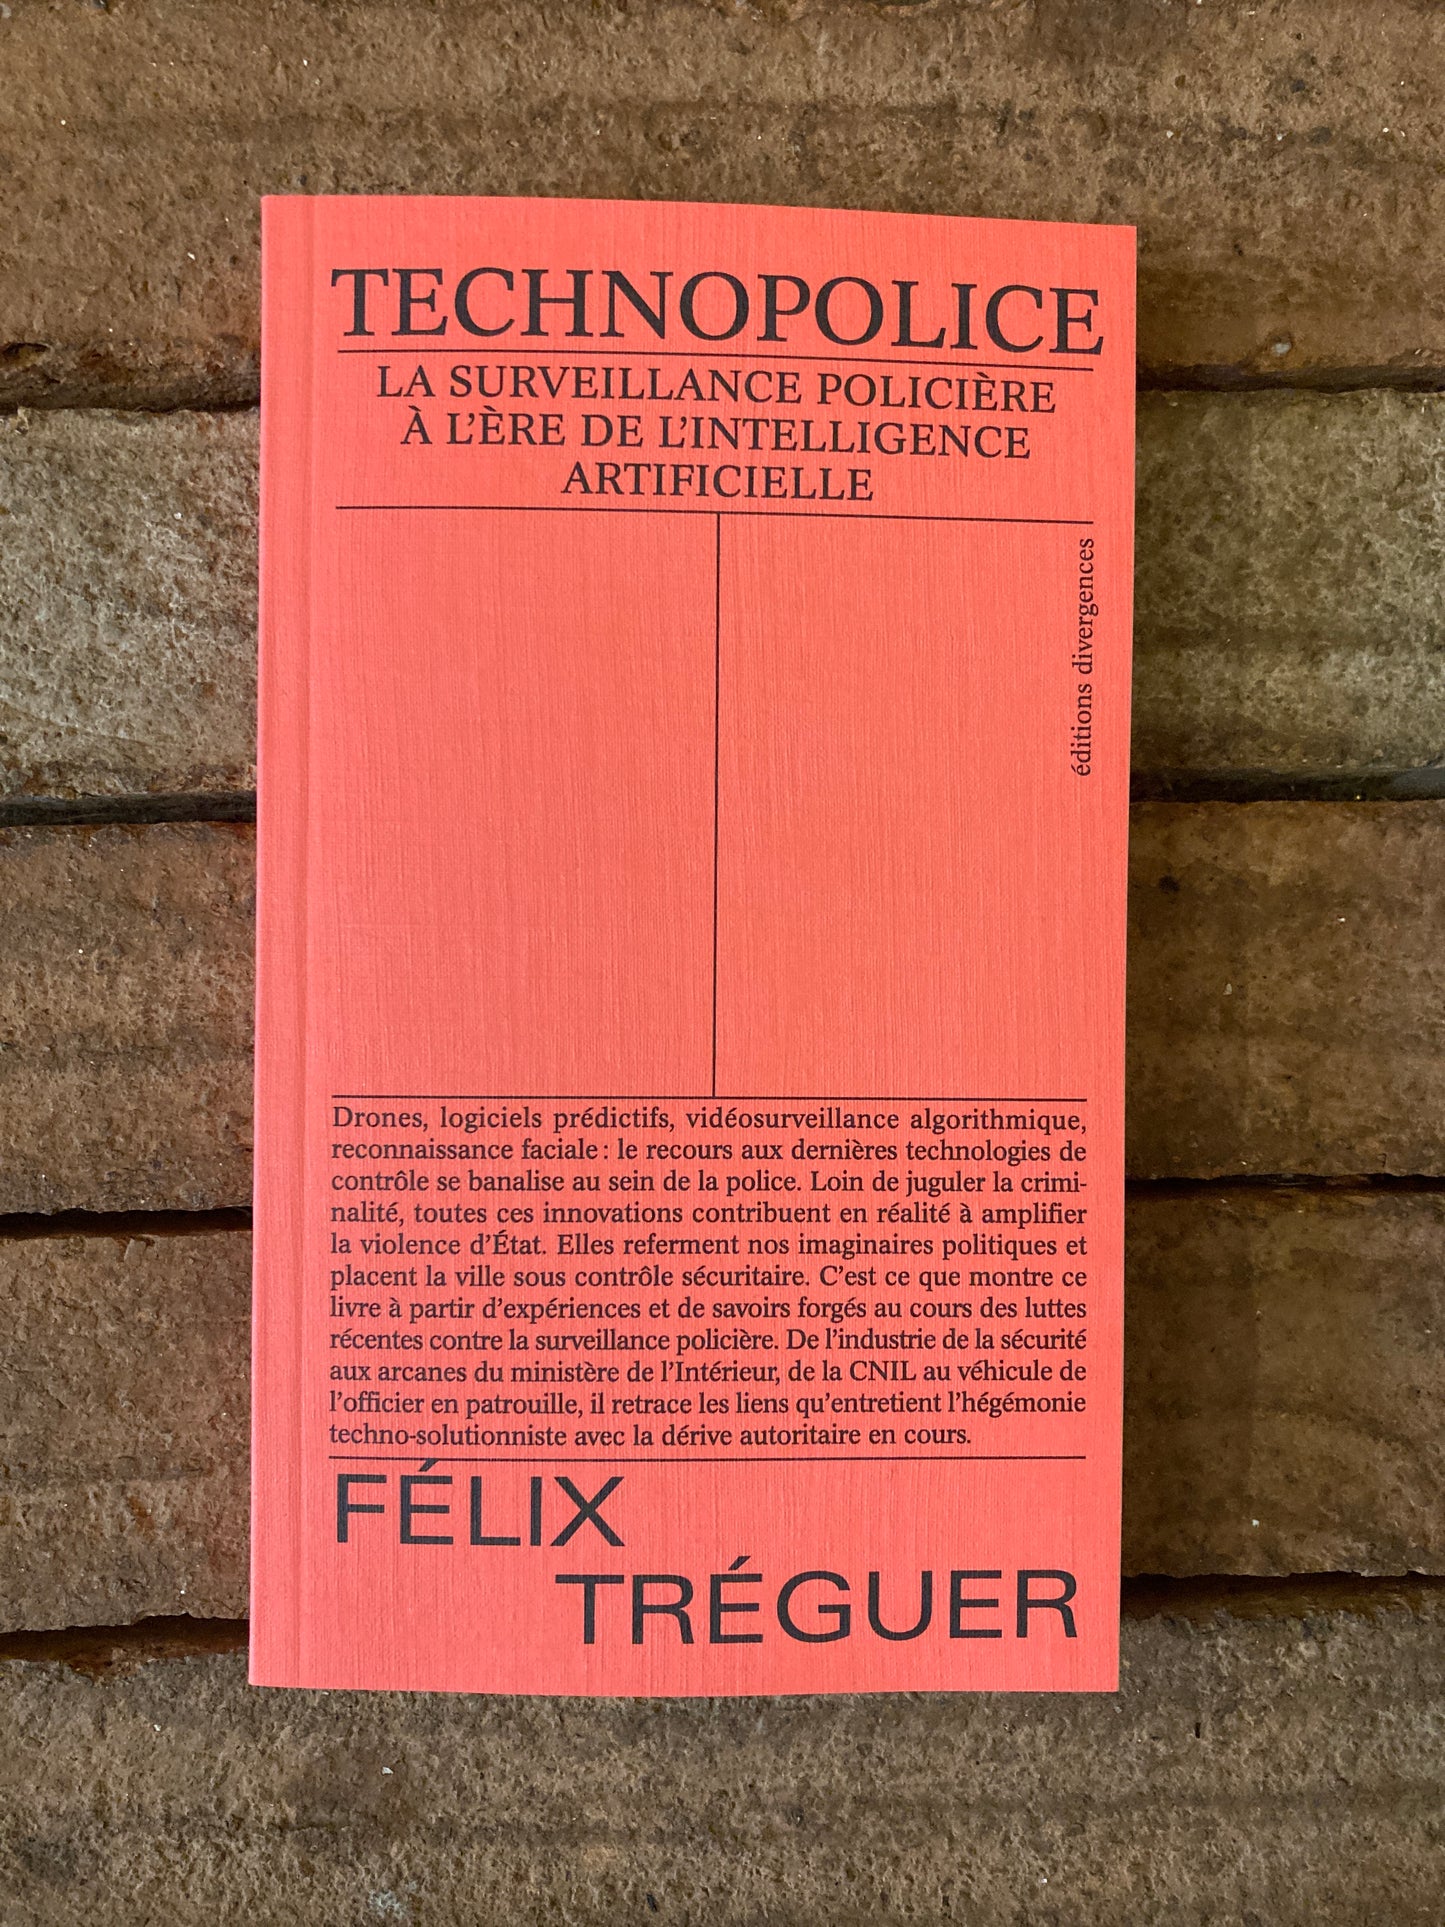 TECHNOPOLICE
LA SURVEILLANCE POLICIÈRE
À L’ÈRE DE L’INTELLIGENCE
ARTIFICIELLE
éditions divergences
Drones, logiciels prédictifs, vidéosurveillance algorithmique,
reconnaissance faciale : le recours aux dernières technologies de
contrôle se banalise au sein de la police. Loin de juguler la crimi-
nalité, toutes ces innovations contribuent en réalité à amplifier
la violence d’État. Elles referment nos imaginaires politiques et
placent la ville sous contrôle sécuritaire. C’est ce que montre ce
livre à partir d’expériences et de savoirs forgés au cours des luttes
récentes contre la surveillance policière. De l’industrie de la sécurité
aux arcanes du ministère de l’Intérieur, de la CNIL au véhicule de
l’officier en patrouille, il retrace les liens qu’entretient l’hégémonie
techno-solutionniste avec la dérive autoritaire en cours.
FÉLIX
TRÉGUER